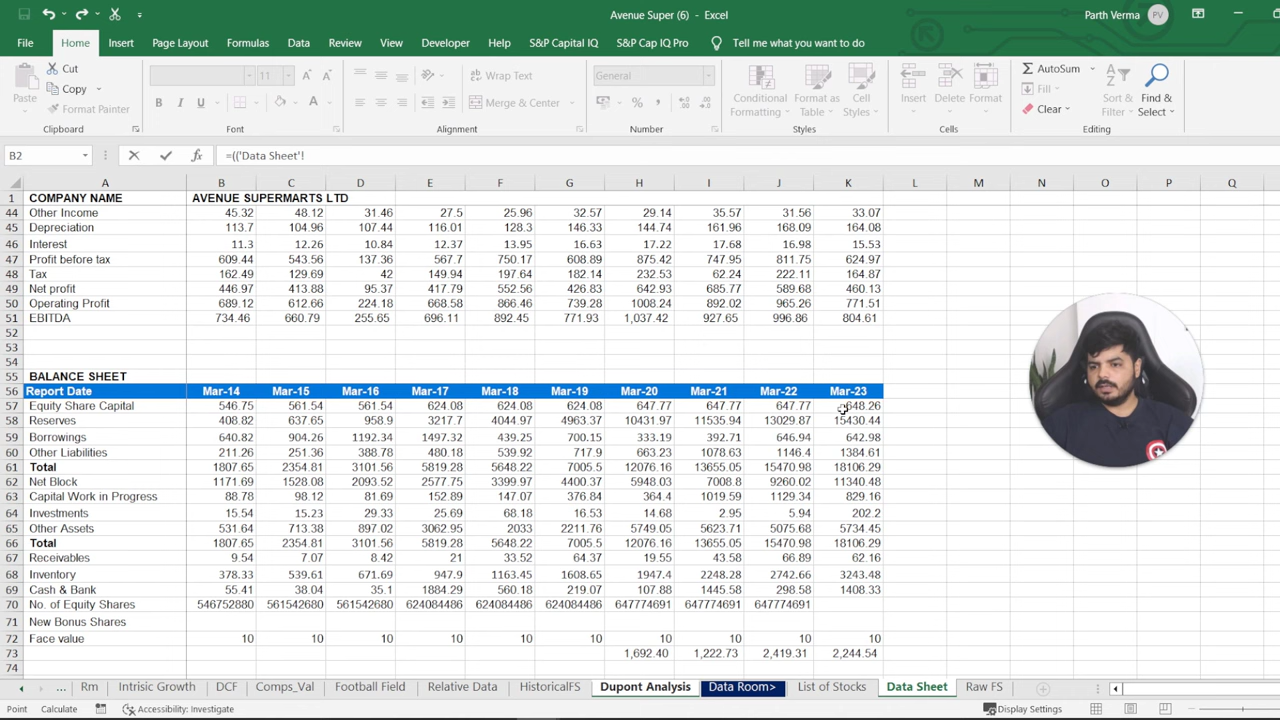 Avenue Super (6) - Excel
Parth Verma PV
File Home Insert Page Layout Formulas Data Review View Developer Help S&P Capital IQ S&P Cap IQ Pro Tell me what you want to do
Paste Cut Copy Format Painter
11 B I U A Wrap Text Merge & Center General % Conditional Formatting Format as Table Cell Styles Insert Delete Format AutoSum Fill Clear Sort & Filter Find & Select
Clipboard Font Alignment Number Styles Cells Editing
B2 fx =(('Data Sheet'!
A B C D E F G H I J K L M N O P Q
1 COMPANY NAME AVENUE SUPERMARTS LTD
44 Other Income 45.32 48.12 31.46 27.5 25.96 32.57 29.14 35.57 31.56 33.07
45 Depreciation 113.7 104.96 107.44 116.01 128.3 146.33 144.74 161.96 168.09 164.08
46 Interest 11.3 12.26 10.84 12.37 13.95 16.63 17.22 17.68 16.98 15.53
47 Profit before tax 609.44 543.56 137.36 567.7 750.17 608.89 875.42 747.95 811.75 624.97
48 Tax 162.49 129.69 42 149.94 197.64 182.14 232.53 62.24 222.11 164.87
49 Net profit 446.97 413.88 95.37 417.79 552.56 426.83 642.93 685.77 589.68 460.13
50 Operating Profit 689.12 612.66 224.18 668.58 866.46 739.28 1008.24 892.02 965.26 771.51
51 EBITDA 734.46 660.79 255.65 696.11 892.45 771.93 1,037.42 927.65 996.86 804.61
52
53
54
55 BALANCE SHEET
56 Report Date Mar-14 Mar-15 Mar-16 Mar-17 Mar-18 Mar-19 Mar-20 Mar-21 Mar-22 Mar-23
57 Equity Share Capital 546.75 561.54 561.54 624.08 624.08 624.08 647.77 647.77 647.77 648.26
58 Reserves 408.82 637.65 958.9 3217.7 4044.97 4963.37 10431.97 11535.94 13029.87 15430.44
59 Borrowings 640.82 904.26 1192.34 1497.32 439.25 700.15 333.19 392.71 646.94 642.98
60 Other Liabilities 211.26 251.36 388.78 480.18 539.92 717.9 663.23 1078.63 1146.4 1384.61
61 Total 1807.65 2354.81 3101.56 5819.28 5648.22 7005.5 12076.16 13655.05 15470.98 18106.29
62 Net Block 1171.69 1528.08 2093.52 2577.75 3399.97 4400.37 5948.03 7008.8 9260.02 11340.48
63 Capital Work in Progress 88.78 98.12 81.69 152.89 147.07 376.84 364.4 1019.59 1129.34 829.16
64 Investments 15.54 15.23 29.33 25.69 68.18 16.53 14.68 2.95 5.94 202.2
65 Other Assets 531.64 713.38 897.02 3062.95 2033 2211.76 5749.05 5623.71 5075.68 5734.45
66 Total 1807.65 2354.81 3101.56 5819.28 5648.22 7005.5 12076.16 13655.05 15470.98 18106.29
67 Receivables 9.54 7.07 8.42 21 33.52 64.37 19.55 43.58 66.89 62.16
68 Inventory 378.33 539.61 671.69 947.9 1163.45 1608.65 1947.4 2248.28 2742.66 3243.48
69 Cash & Bank 55.41 38.04 35.1 1884.29 560.18 219.07 107.88 1445.58 298.58 1408.33
70 No. of Equity Shares 546752880 561542680 561542680 624084486 624084486 624084486 647774691 647774691 647774691
71 New Bonus Shares
72 Face value 10 10 10 10 10 10 10 10 10 10
73 1,692.40 1,222.73 2,419.31 2,244.54
74
... Rm Intrisic Growth DCF Comps_Val Football Field Relative Data HistoricalFS Dupont Analysis Data Room> List of Stocks Data Sheet Raw FS
Point Calculate Accessibility: Investigate Display Settings